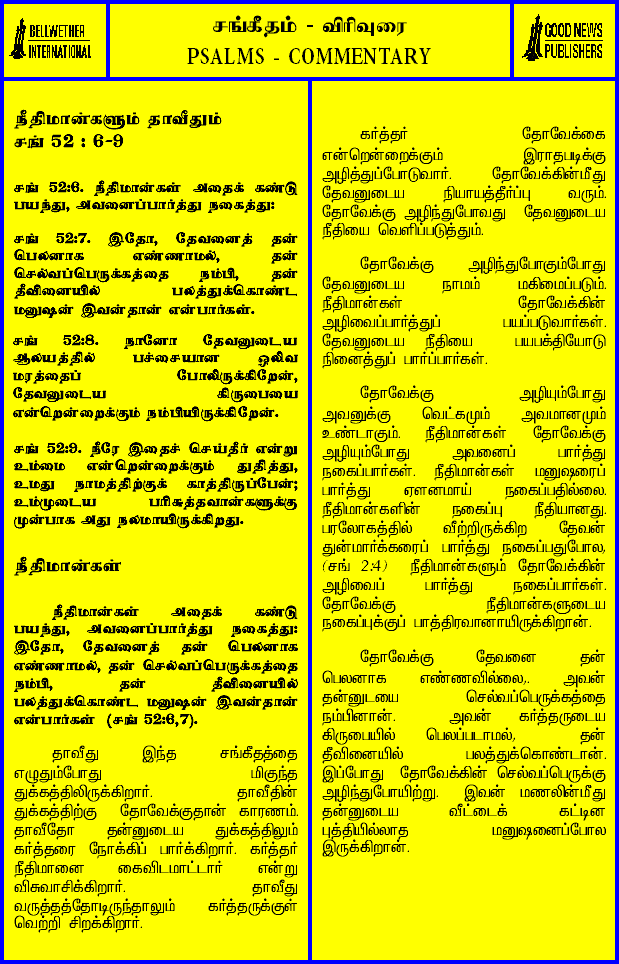 BELLWETHER
INTERNATIONAL
சங்கீதம் - விரிவுரை
PSALMS - COMMENTARY
GOOD NEWS
PUBLISHERS
நீதிமான்களும் தாவீதும்
சங் 52 : 6-9
சங் 52:6. நீதிமான்கள் அதைக் கண்டு
பயந்து, அவனைப்பார்த்து நகைத்து:
சங் 52:7. இதோ, தேவனைத் தன்
பெலனாக எண்ணாமல், தன்
செல்வப்பெருக்கத்தை நம்பி, தன்
தீவினையில் பலத்துக்கொண்ட
மனுஷன் இவன்தான் என்பார்கள்.
சங் 52:8. நானோ தேவனுடைய
ஆலயத்தில் பச்சையான ஒலிவ
மரத்தைப் போலிருக்கிறேன்,
தேவனுடைய கிருபையை
என்றென்றைக்கும் நம்பியிருக்கிறேன்.
சங் 52:9. நீரே இதைச் செய்தீர் என்று
உம்மை என்றென்றைக்கும் துதித்து,
உமது நாமத்திற்குக் காத்திருப்பேன்;
உம்முடைய பரிசுத்தவான்களுக்கு
முன்பாக அது நலமாயிருக்கிறது.
நீதிமான்கள்
நீதிமான்கள் அதைக் கண்டு
பயந்து, அவனைப்பார்த்து நகைத்து:
இதோ, தேவனைத் தன் பெலனாக
எண்ணாமல், தன் செல்வப்பெருக்கத்தை
நம்பி, தன் தீவினையில்
பலத்துக்கொண்ட மனுஷன் இவன்தான்
என்பார்கள் (சங் 52:6,7).
தாவீது இந்த சங்கீதத்தை
எழுதும்போது மிகுந்த
துக்கத்திலிருக்கிறார். தாவீதின்
துக்கத்திற்கு தோவேக்குதான் காரணம்.
தாவீதோ தன்னுடைய துக்கத்திலும்
கர்த்தரை நோக்கிப் பார்க்கிறார். கர்த்தர்
நீதிமானை கைவிடமாட்டார் என்று
விசுவாசிக்கிறார். தாவீது
வருத்தத்தோடிருந்தாலும் கர்த்தருக்குள்
வெற்றி சிறக்கிறார்.
கர்த்தர் தோவேக்கை
என்றென்றைக்கும் இராதபடிக்கு
அழித்துப்போடுவார். தோவேக்கின்மீது
தேவனுடைய நியாயத்தீர்ப்பு வரும்.
தோவேக்கு அழிந்துபோவது தேவனுடைய
நீதியை வெளிப்படுத்தும்.
தோவேக்கு அழிந்துபோகும்போது
தேவனுடைய நாமம் மகிமைப்படும்.
நீதிமான்கள் தோவேக்கின்
அழிவைப்பார்த்துப் பயப்படுவார்கள்.
தேவனுடைய நீதியை பயபக்தியோடு
நினைத்துப் பார்ப்பார்கள்.
தோவேக்கு அழியும்போது
அவனுக்கு வெட்கமும் அவமானமும்
உண்டாகும். நீதிமான்கள் தோவேக்கு
அழியும்போது அவனைப் பார்த்து
நகைப்பார்கள். நீதிமான்கள் மனுஷரைப்
பார்த்து ஏளனமாய் நகைப்பதில்லை.
நீதிமான்களின் நகைப்பு நீதியானது.
பரலோகத்தில் வீற்றிருக்கிற தேவன்
துன்மார்க்கரைப் பார்த்து நகைப்பதுபோல,
(சங் 2:4) நீதிமான்களும் தோவேக்கின்
அழிவைப் பார்த்து நகைப்பார்கள்.
தோவேக்கு நீதிமான்களுடைய
நகைப்புக்குப் பாத்திரவானாயிருக்கிறான்.
தோவேக்கு தேவனை தன்
பெலனாக எண்ணவில்லை,. அவன்
தன்னுடயை செல்வப்பெருக்கத்தை
நம்பினான். அவன் கர்த்தருடைய
கிருபையில் பெலப்படாமல், தன்
தீவினையில் பலத்துக்கொண்டான்.
இப்போது தோவேக்கின் செல்வப்பெருக்கு
அழிந்துபோயிற்று. இவன் மணலின்மீது
தன்னுடைய வீட்டைக் கட்டின
புத்தியில்லாத மனுஷனைப்போல
இருக்கிறான்.